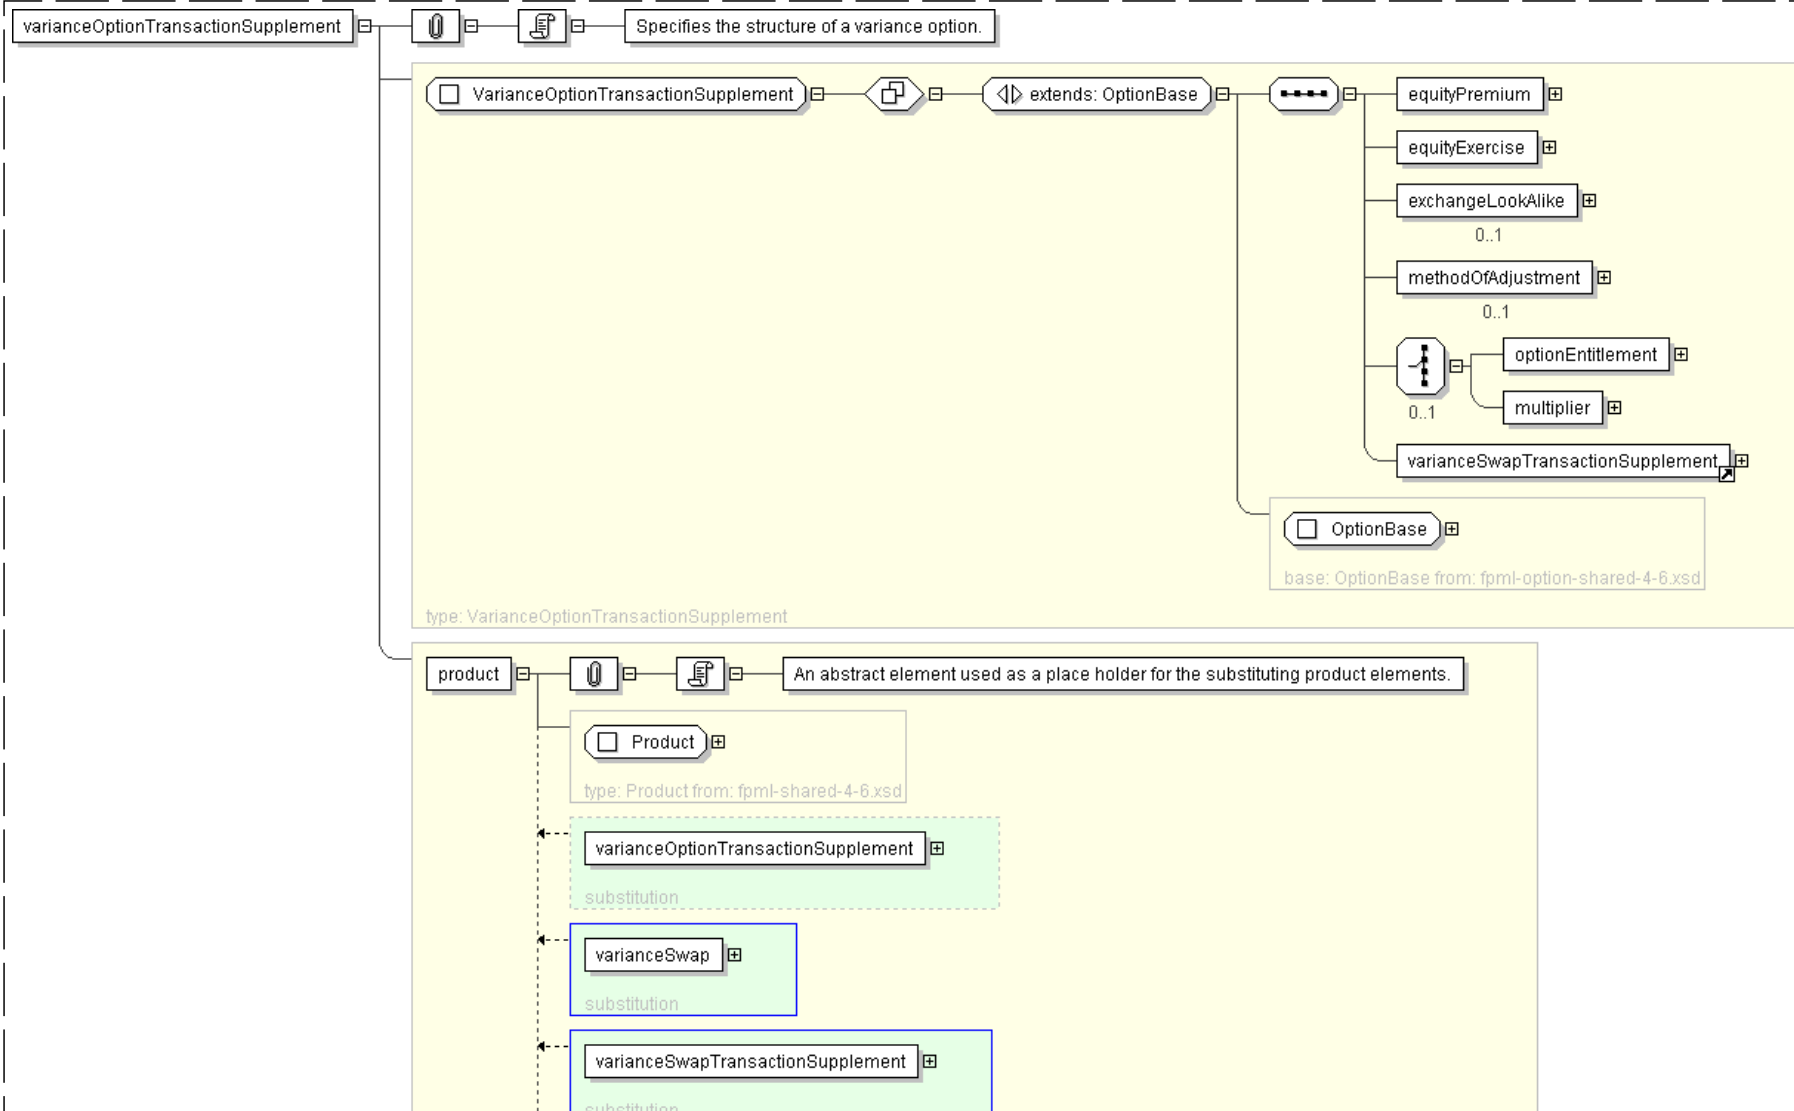 varianceOptionTransactionSupplement
Specifies the structure of a variance option.
VarianceOptionTransactionSupplement
extends: OptionBase
equityPremium
equityExercise
exchangeLookAlike
0..1
methodOfAdjustment
0..1
optionEntitlement
multiplier
0..1
varianceSwapTransactionSupplement
OptionBase
base: OptionBase from: fpml-option-shared-4-6.xsd
type: VarianceOptionTransactionSupplement
product
An abstract element used as a place holder for the substituting product elements.
Product
type: Product from: fpml-shared-4-6.xsd
varianceOptionTransactionSupplement
substitution
varianceSwap
substitution
varianceSwapTransactionSupplement
substitution